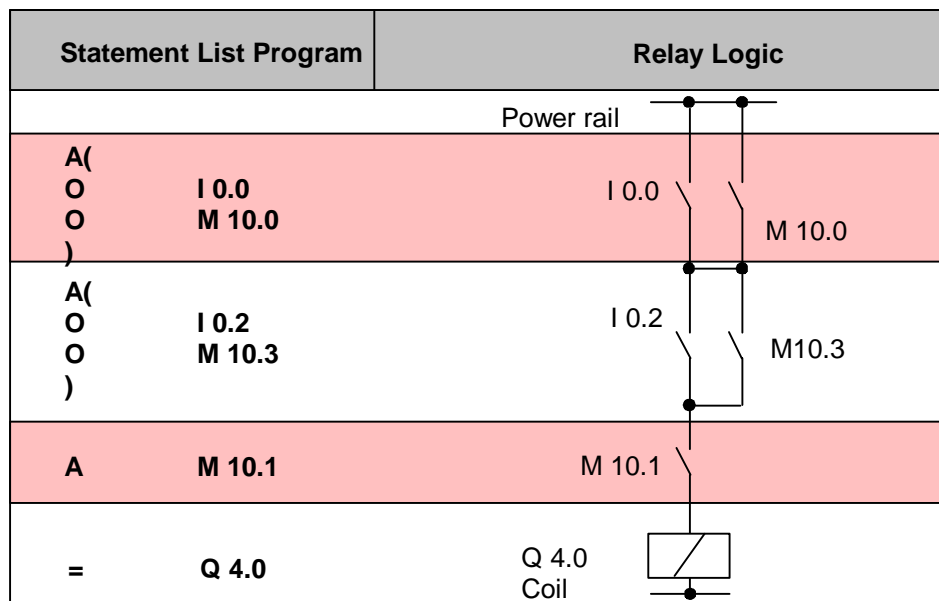 Statement List Program
Relay Logic
Power rail
A(
O I 0.0
O M 10.0
)
I 0.0
M 10.0
A(
O I 0.2
O M 10.3
)
I 0.2
M10.3
A M 10.1
M 10.1
= Q 4.0
Q 4.0
Coil